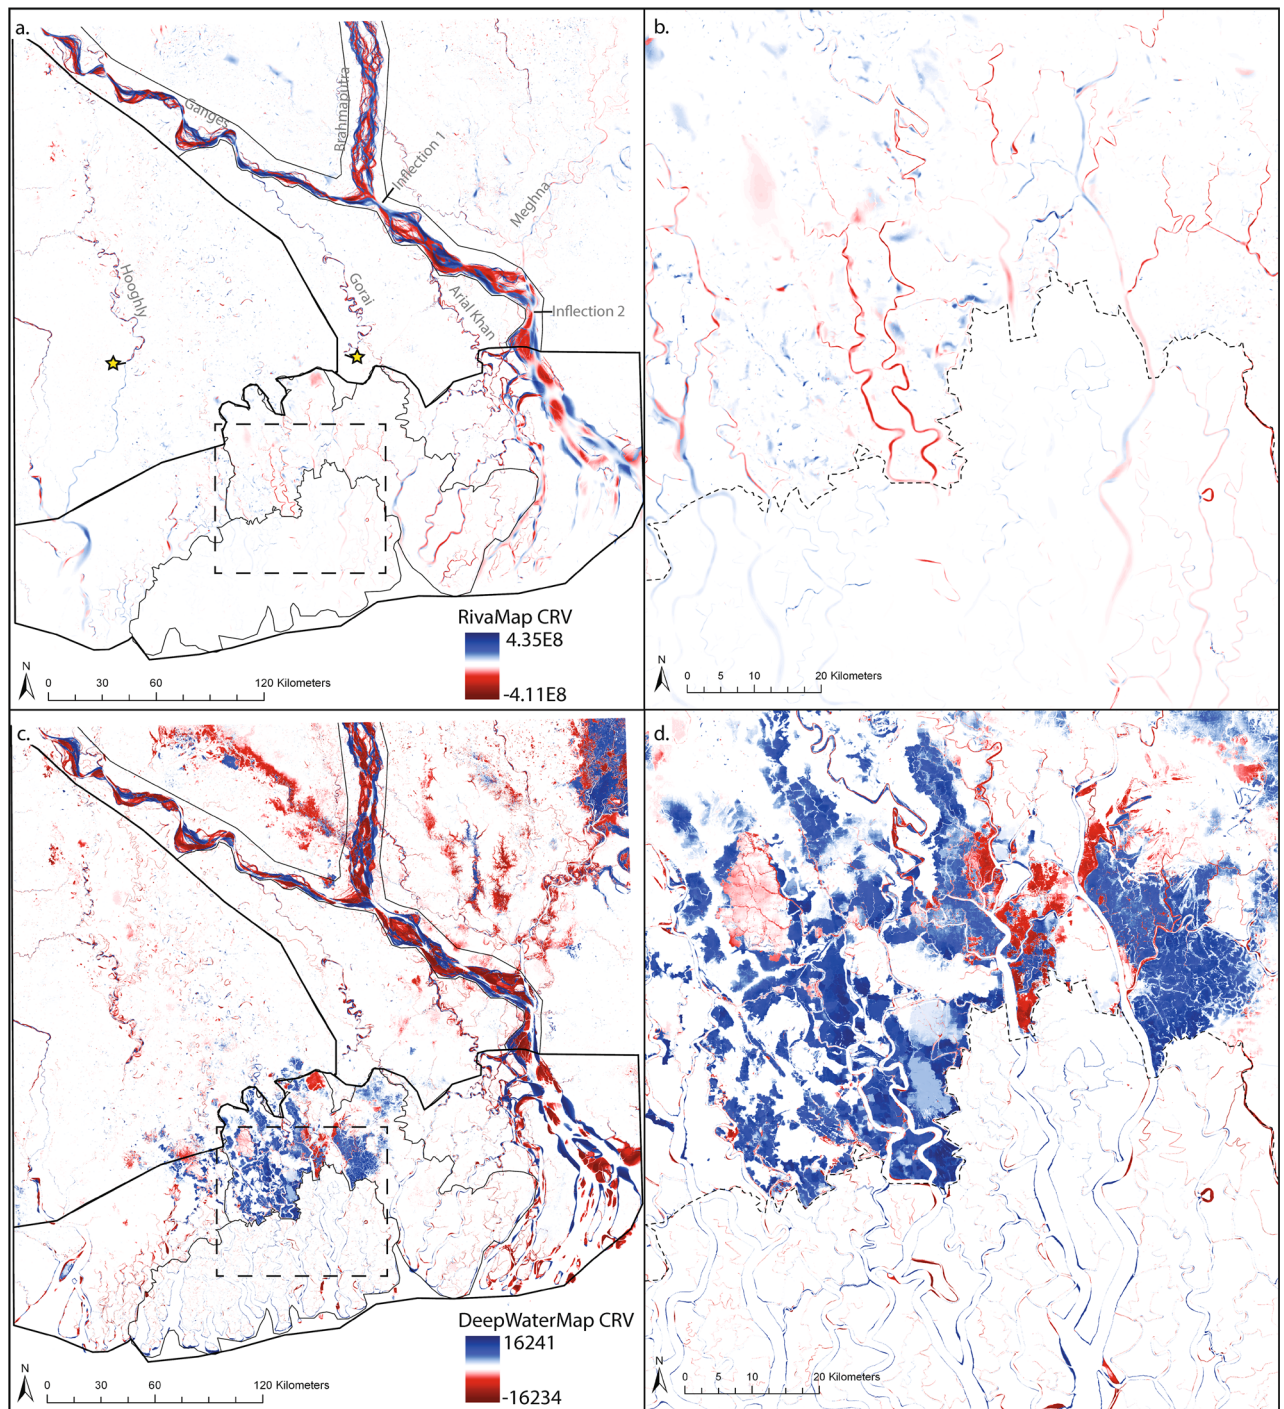 a.
Ganges
Brahmaputra
Inflection 1
Meghna
Hooghly
Gorai
Arial Khan
Inflection 2
RivaMap CRV
4.35E8
-4.11E8
N
0 30 60 120 Kilometers
b.
N
0 5 10 20 Kilometers
c.
DeepWaterMap CRV
16241
-16234
N
0 30 60 120 Kilometers
d.
N
0 5 10 20 Kilometers